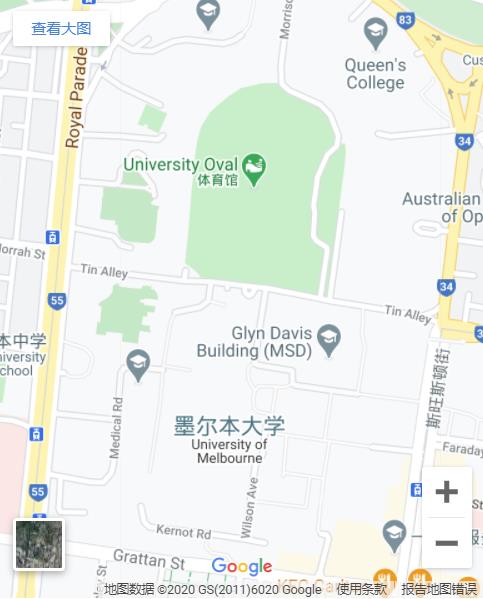 查看大图
Morrison
83
Queen's
College
Royal Parade
34
University Oval
体育馆
Australian
of Op
Morrah St
Tin Alley
55
34
Tin Alley
本中学
University
School
Glyn Davis
Building (MSD)
斯旺斯顿街
墨尔本大学
University of
Melbourne
Medical Rd
Faraday
Wilson Ave
55
Kernot Rd
Grattan St
Google
地图数据 ©2020 GS(2011)6020 Google
使用条款
报告地图错误